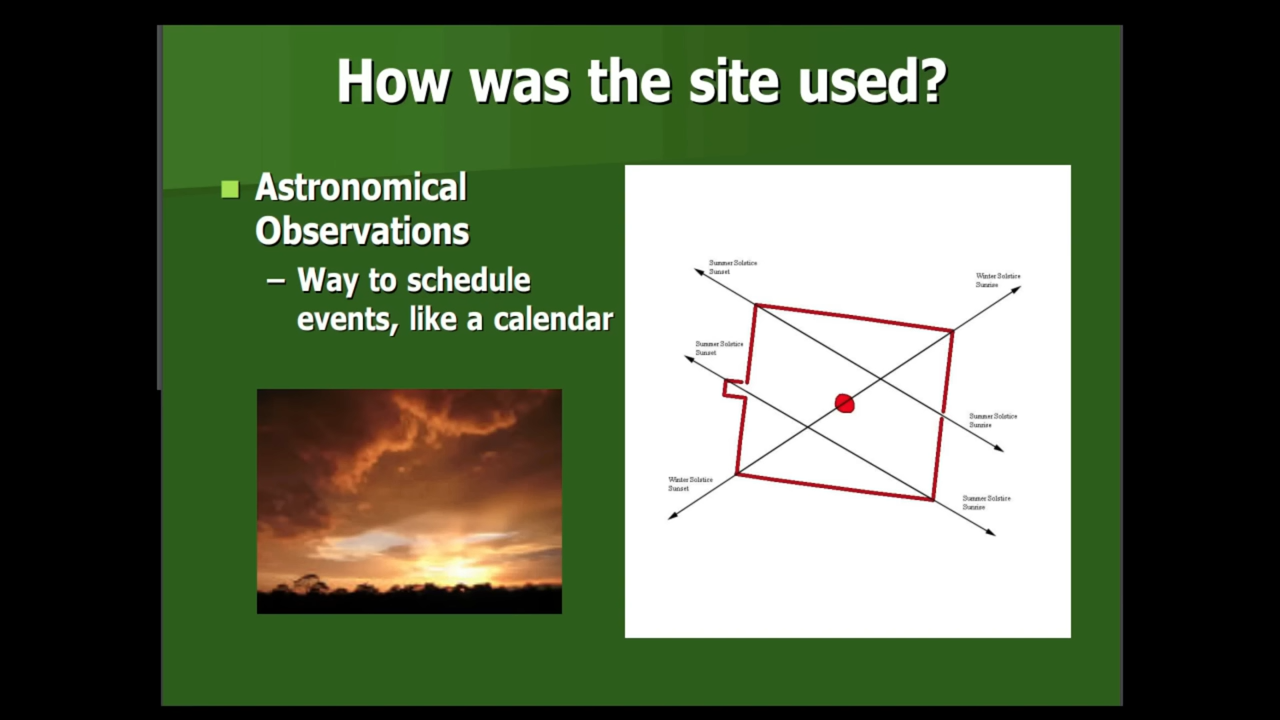 How was the site used?
Astronomical
Observations
– Way to schedule
events, like a calendar
Summer Solstice
Sunset
Winter Solstice
Sunrise
Summer Solstice
Sunset
Summer Solstice
Sunrise
Winter Solstice
Sunset
Summer Solstice
Sunrise